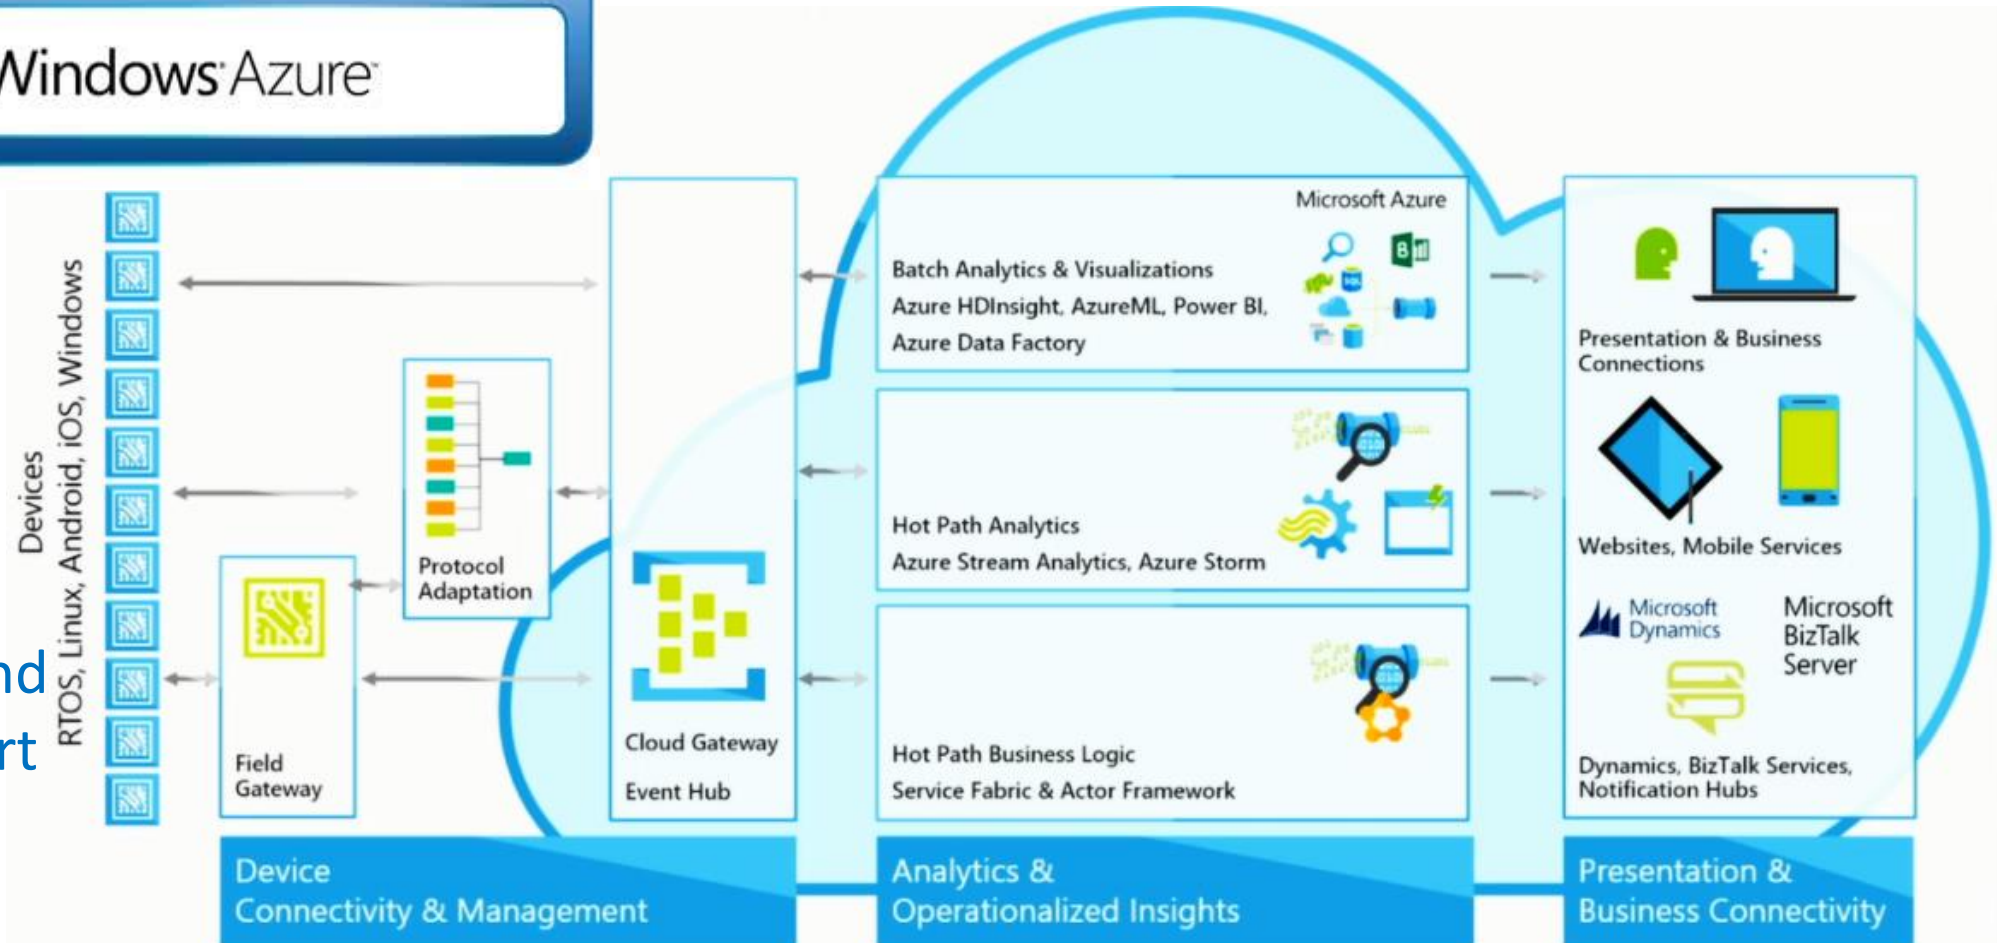 Windows Azure
Devices
RTOS, Linux, Android, iOS, Windows
nd
rt
Field
Gateway
Protocol
Adaptation
Cloud Gateway
Event Hub
Device
Connectivity & Management
Microsoft Azure
Batch Analytics & Visualizations
Azure HDInsight, AzureML, Power BI,
Azure Data Factory
Hot Path Analytics
Azure Stream Analytics, Azure Storm
Hot Path Business Logic
Service Fabric & Actor Framework
Analytics &
Operationalized Insights
Presentation & Business
Connections
Websites, Mobile Services
Microsoft
Dynamics
Microsoft
BizTalk
Server
Dynamics, BizTalk Services,
Notification Hubs
Presentation &
Business Connectivity